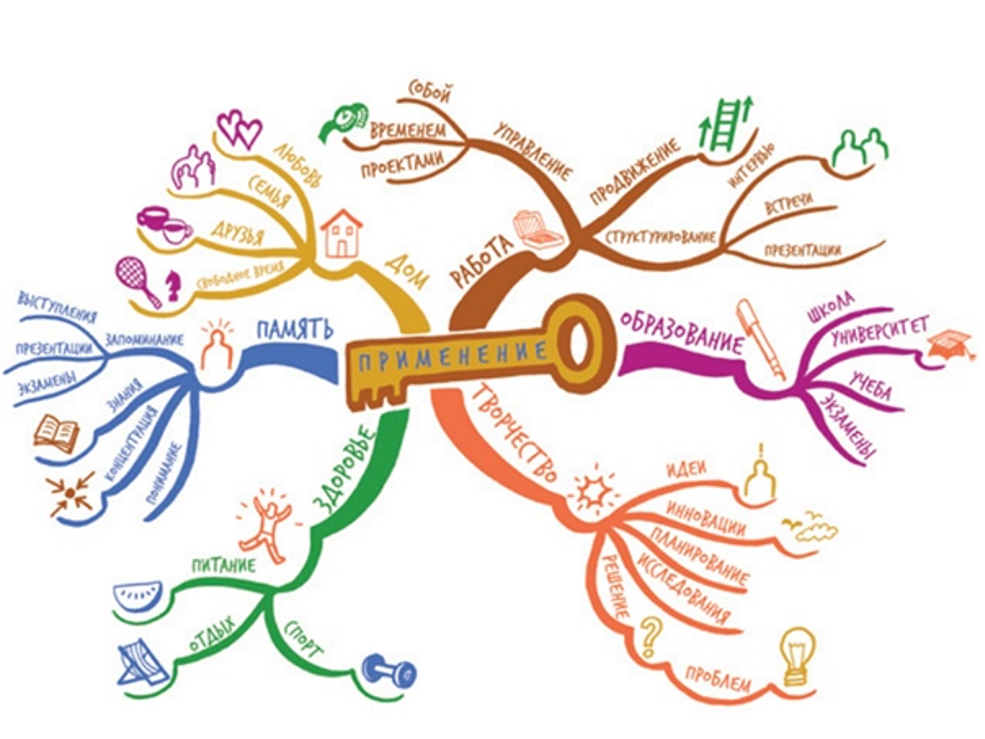 ПРИМЕНЕНИЕ
РАБОТА
УПРАВЛЕНИЕ
СОБОЙ
ВРЕМЕНЕМ
ПРОЕКТАМИ
ПРОДВИЖЕНИЕ
СТРУКТУРИРОВАНИЕ
ИНТЕРВЬЮ
ВСТРЕЧИ
ПРЕЗЕНТАЦИИ
ОБРАЗОВАНИЕ
ШКОЛА
УНИВЕРСИТЕТ
УЧЕБА
ЭКЗАМЕНЫ
ТВОРЧЕСТВО
ИДЕИ
ИННОВАЦИИ
ПЛАНИРОВАНИЕ
ИССЛЕДОВАНИЯ
РЕШЕНИЕ
?
ПРОБЛЕМ
ЗДОРОВЬЕ
ПИТАНИЕ
ОТДЫХ
СПОРТ
ПАМЯТЬ
ЗАПОМИНАНИЕ
ВЫСТУПЛЕНИЯ
ПРЕЗЕНТАЦИИ
ЭКЗАМЕНЫ
ЗНАНИЯ
КОНЦЕНТРАЦИЯ
ПОНИМАНИЕ
ДОМ
ЛЮБОВЬ
СЕМЬЯ
ДРУЗЬЯ
СВОБОДНОЕ ВРЕМЯ